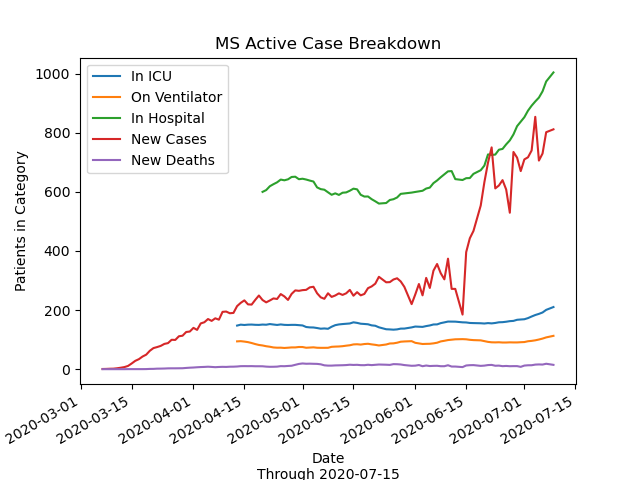 MS Active Case Breakdown
In ICU
On Ventilator
In Hospital
New Cases
New Deaths
Patients in Category
1000
800
600
400
200
0
2020-03-01
2020-03-15
2020-04-01
2020-04-15
2020-05-01
2020-05-15
2020-06-01
2020-06-15
2020-07-01
2020-07-15
Date
Through 2020-07-15